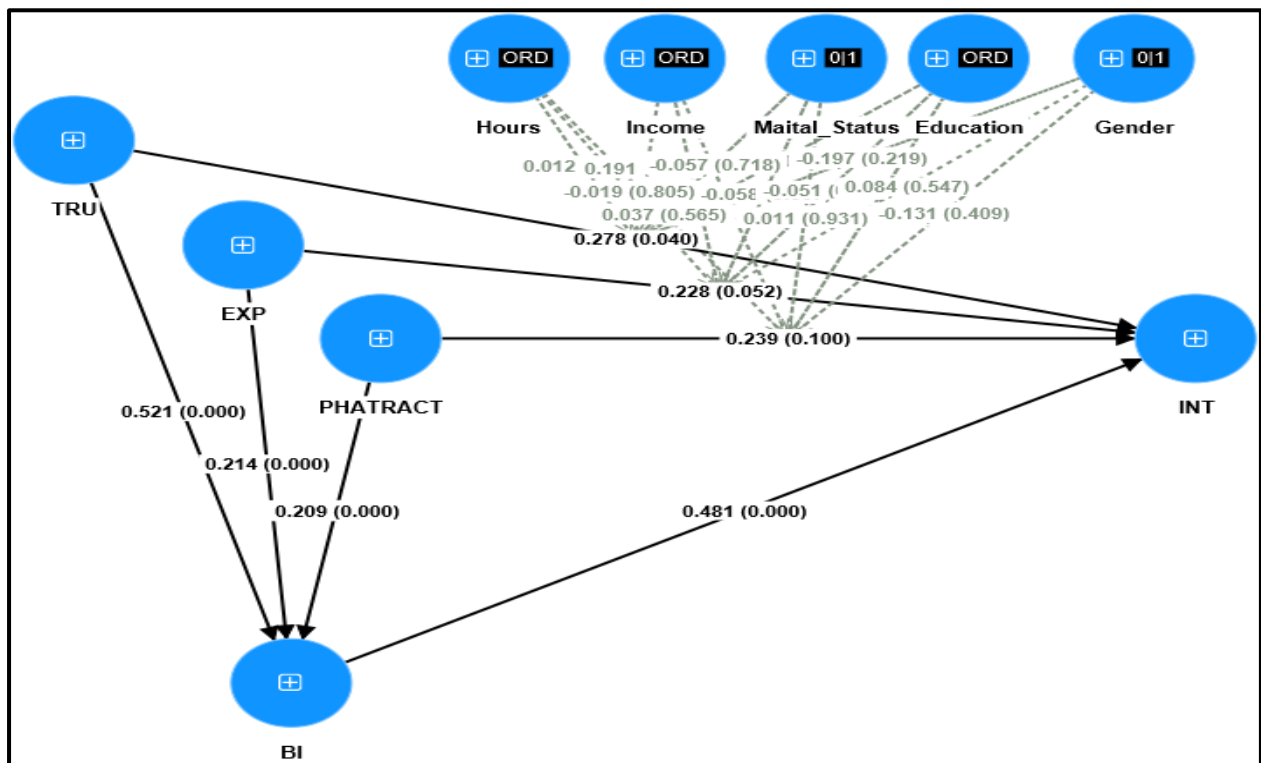 ORD
ORD
0|1
ORD
0|1
Hours
Income
Maital_Status
Education
Gender
TRU
EXP
PHATRACT
INT
BI
0.012
0.191
-0.057 (0.718)
-0.197 (0.219)
-0.019 (0.805)
-0.058
-0.051 (
0.084 (0.547)
0.037 (0.565)
0.011 (0.931)
-0.131 (0.409)
0.278 (0.040)
0.228 (0.052)
0.239 (0.100)
0.521 (0.000)
0.214 (0.000)
0.209 (0.000)
0.481 (0.000)